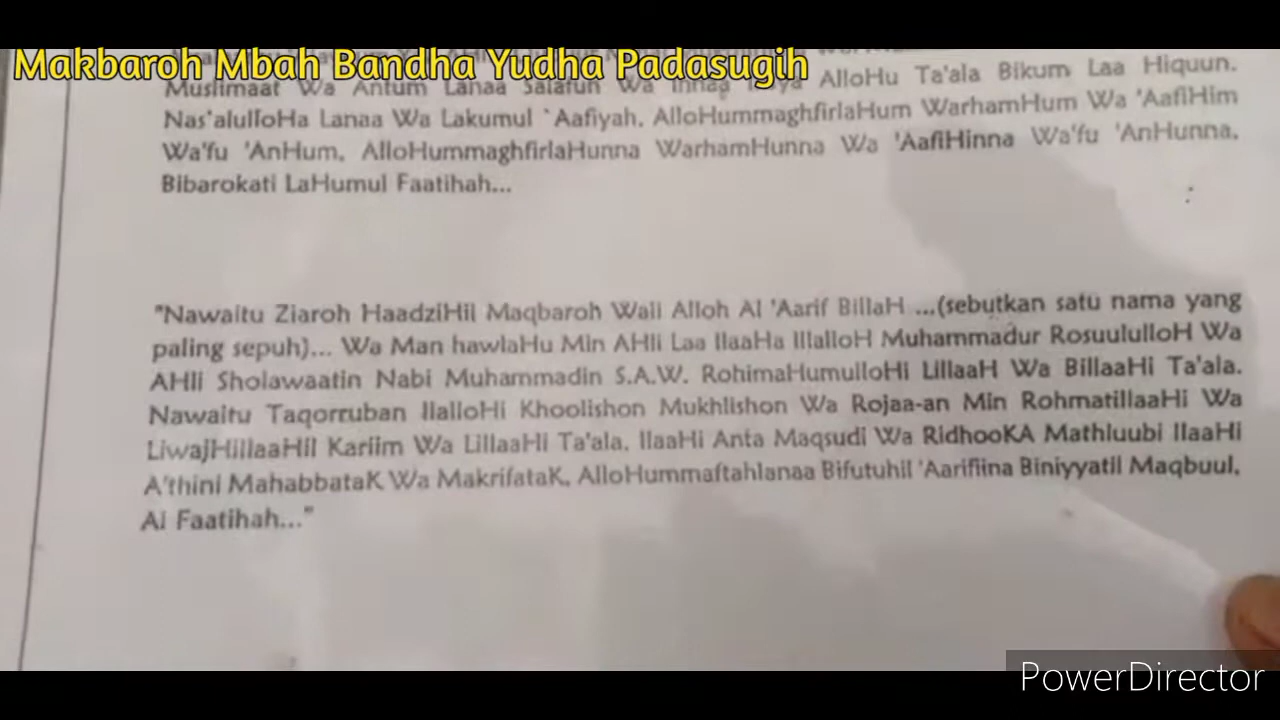 Makbaroh Mbah Bandha Yudha Padasugih
Muslimaat Wa Antum Lanaa Salafun Wa AlloHu Ta'ala Bikum Laa Hiquun.
Nas'alulloHa Lanaa Wa Lakumul `Aafiyah, AlloHummaghfirlaHum WarhamHum Wa 'AafiHim
Wa'fu 'AnHum, AlloHummaghfirlaHunna WarhamHunna Wa 'AafiHinna Wa'fu 'AnHunna,
Bibarokati LaHumul Faatihah...
"Nawaitu Ziaroh HaadziHil Maqbaroh Wali Alloh Al 'Aarif BillaH ...(sebutkan satu nama yang
paling sepuh)... Wa Man hawlaHu Min AHli Laa IlaaHa IllalloH Muhammadur RosuululloH Wa
AHli Sholawaatin Nabi Muhammadin S.A.W. RohimaHumulloHi LillaaH Wa BillaaHi Ta'ala.
Nawaitu Taqorruban IlalloHi Khoolishon Mukhlishon Wa Rojaa-an Min RohmatillaaHi Wa
LiwajHillaaHil Kariim Wa LillaaHi Ta'ala, IlaaHi Anta Maqsudi Wa RidhooKA Mathluubi IlaaHi
A'thini MahabbataK Wa MakrifataK, AlloHummaftahlanaa Bifutuhil 'Aarifiina Biniyyatil Maqbuul,
Al Faatihah..."
PowerDirector